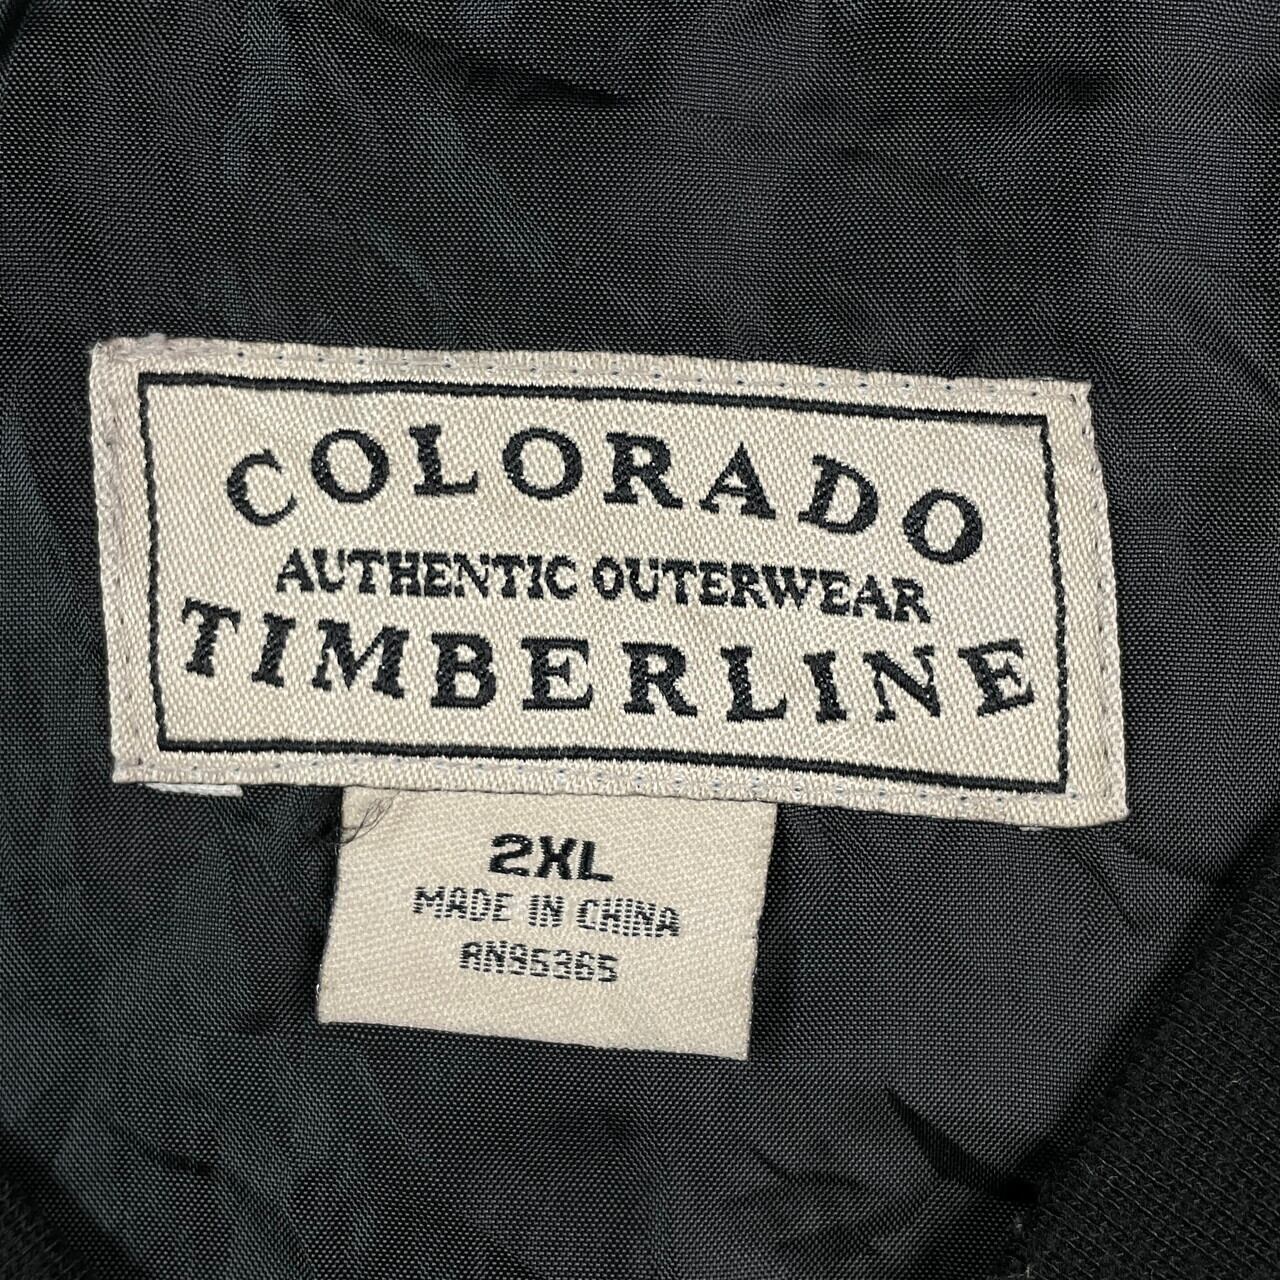 COLORADO
AUTHENTIC OUTERWEAR
TIMBERLINE
2XL
MADE IN CHINA
RN95365